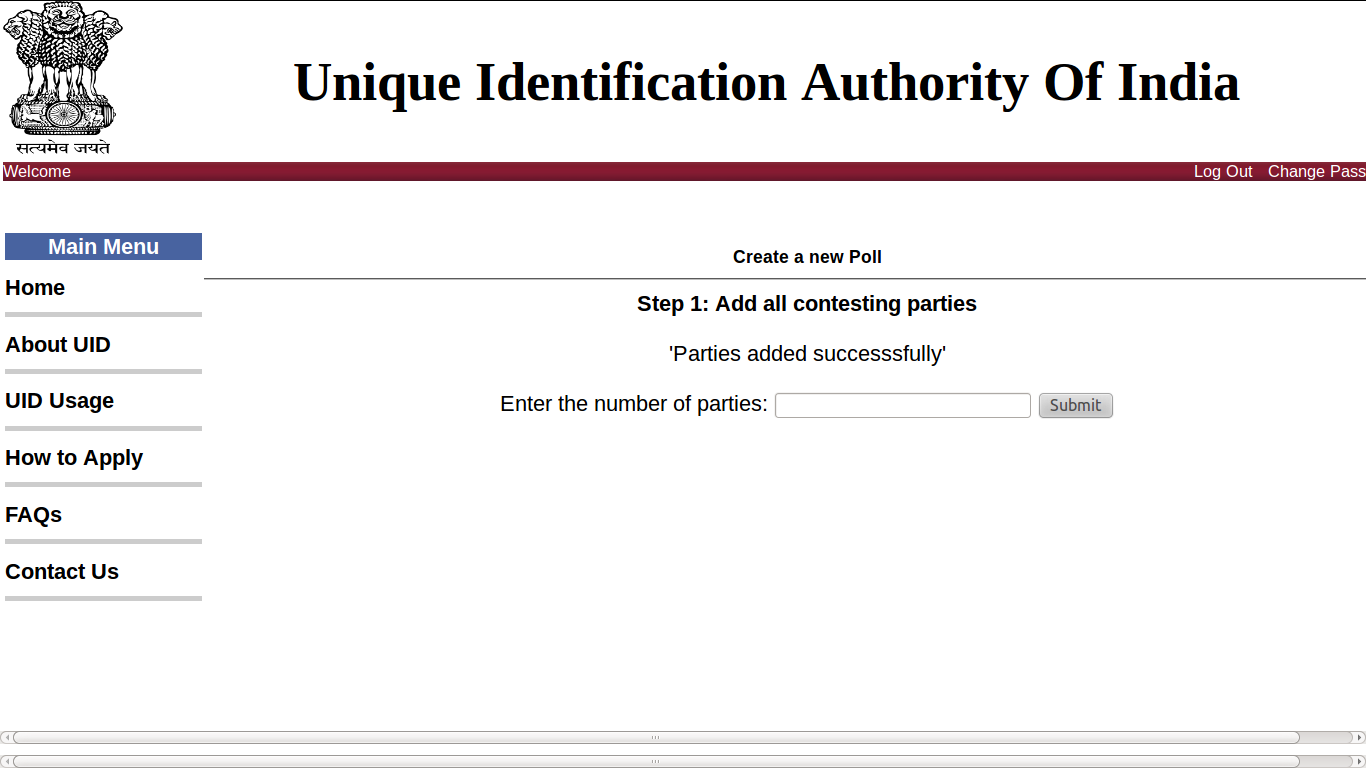 Unique Identification Authority Of India
सत्यमेव जयते
Welcome
Log Out Change Pass
Main Menu
Home
About UID
UID Usage
How to Apply
FAQs
Contact Us
Create a new Poll
Step 1: Add all contesting parties
'Parties added successsfully'
Enter the number of parties: Submit